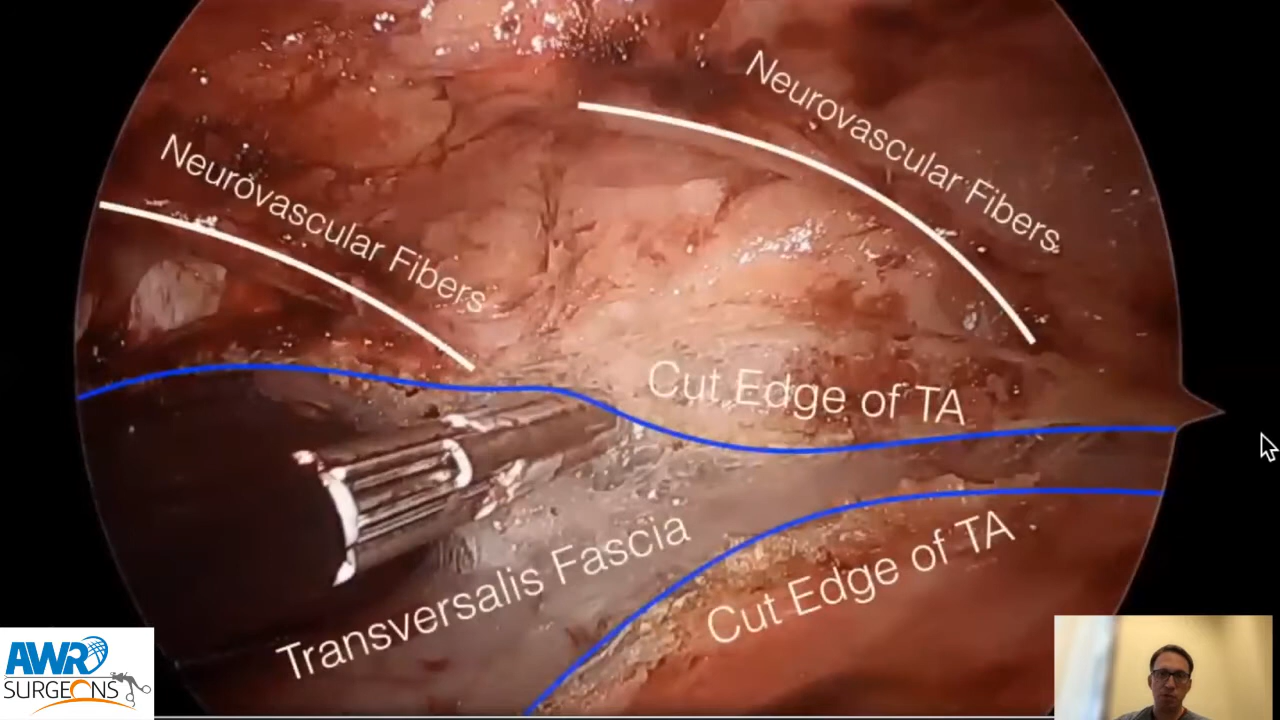 Neurovascular Fibers
Neurovascular Fibers
Cut Edge of TA
Transversalis Fascia
Cut Edge of TA
AWR
SURGEONS